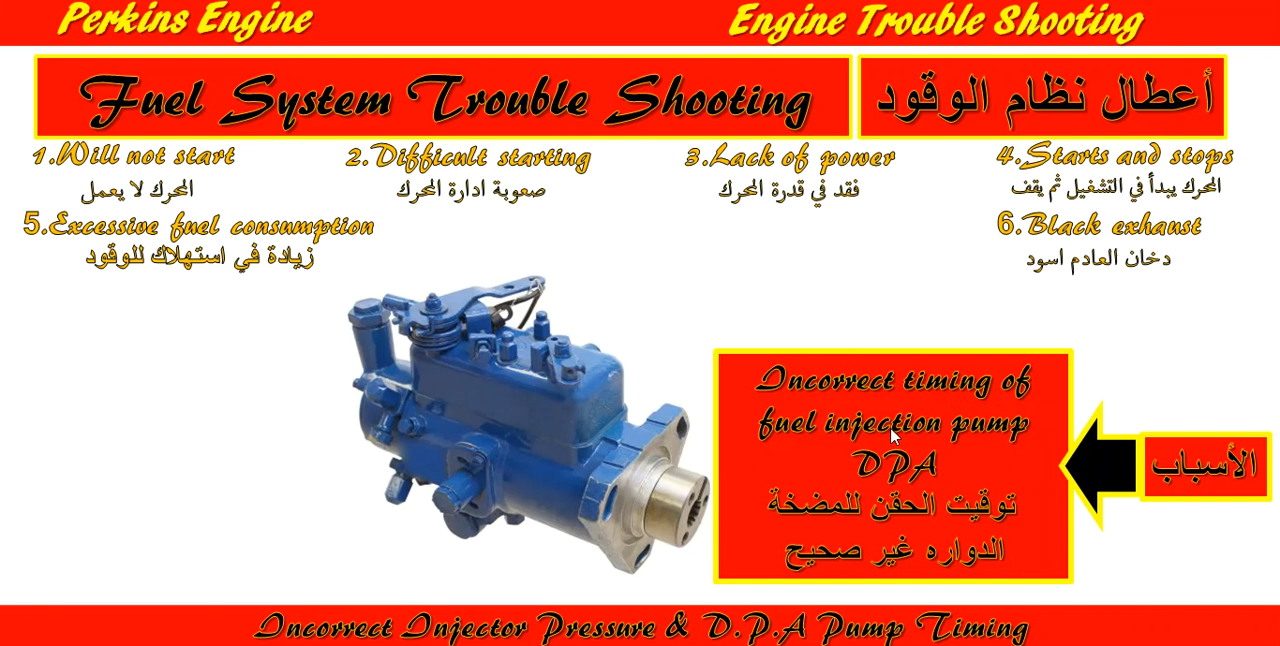 Perkins Engine
Engine Trouble Shooting
Fuel System Trouble Shooting
أعطال نظام الوقود
1.Will not start
المحرك لا يعمل
2.Difficult starting
صعوبة ادارة المحرك
3.Lack of power
فقد في قدرة المحرك
4.Starts and stops
المحرك يبدأ في التشغيل ثم يقف
5.Excessive fuel consumption
زيادة في استهلاك للوقود
6.Black exhaust
دخان العادم اسود
Incorrect timing of
fuel injection pump
DPA
توقيت الحقن للمضخة
الدواره غير صحيح
الأسباب
Incorrect Injector Pressure & D.P.A Pump Timing